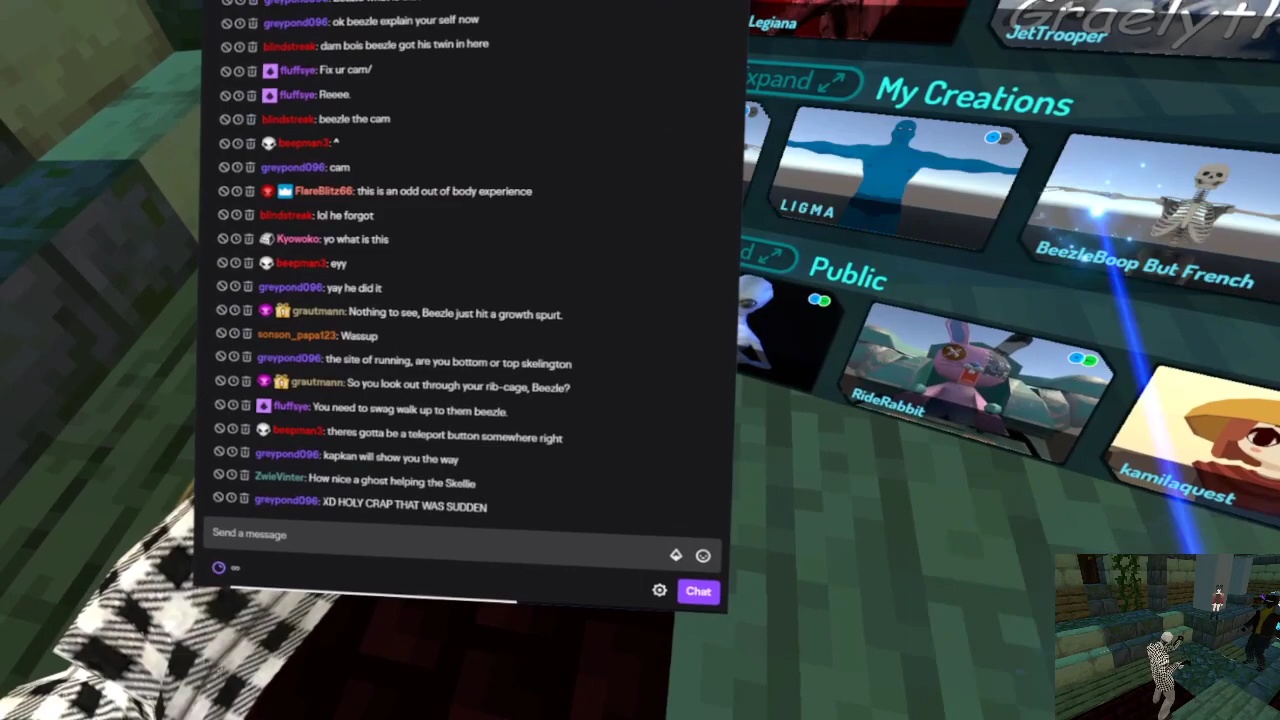 greypond096: ok beezle explain your self now
blindstreak: dam bois beezle got his twin in here
fluffsye: Fix ur cam/
fluffsye: Reeee.
blindstreak: beezle the cam
beepman3: ^
greypond096: cam
FlareBlitz66: this is an odd out of body experience
blindstreak: lol he forgot
Kyowoko: yo what is this
beepman3: eyy
greypond096: yay he did it
grautmann: Nothing to see, Beezle just hit a growth spurt.
sonson_papa123: Wassup
greypond096: the site of running, are you bottom or top skelington
grautmann: So you look out through your rib-cage, Beezle?
fluffsye: You need to swag walk up to them beezle.
beepman3: theres gotta be a teleport button somewhere right
greypond096: kapkan will show you the way
ZwieVinter: How nice a ghost helping the Skellie
greypond096: XD HOLY CRAP THAT WAS SUDDEN
Send a message
∞
Chat
Legiana
JetTrooper
xpand
My Creations
LIGMA
BeezleBoop But French
d
Public
RideRabbit
kamilaquest